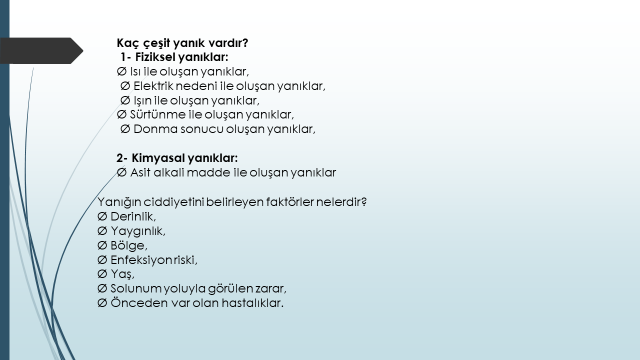 Kaç çeşit yanık vardır?
1- Fiziksel yanıklar:
Ø Isı ile oluşan yanıklar,
Ø Elektrik nedeni ile oluşan yanıklar,
Ø Işın ile oluşan yanıklar,
Ø Sürtünme ile oluşan yanıklar,
Ø Donma sonucu oluşan yanıklar,
2- Kimyasal yanıklar:
Ø Asit alkali madde ile oluşan yanıklar
Yanığın ciddiyetini belirleyen faktörler nelerdir?
Ø Derinlik,
Ø Yaygınlık,
Ø Bölge,
Ø Enfeksiyon riski,
Ø Yaş,
Ø Solunum yoluyla görülen zarar,
Ø Önceden var olan hastalıklar.